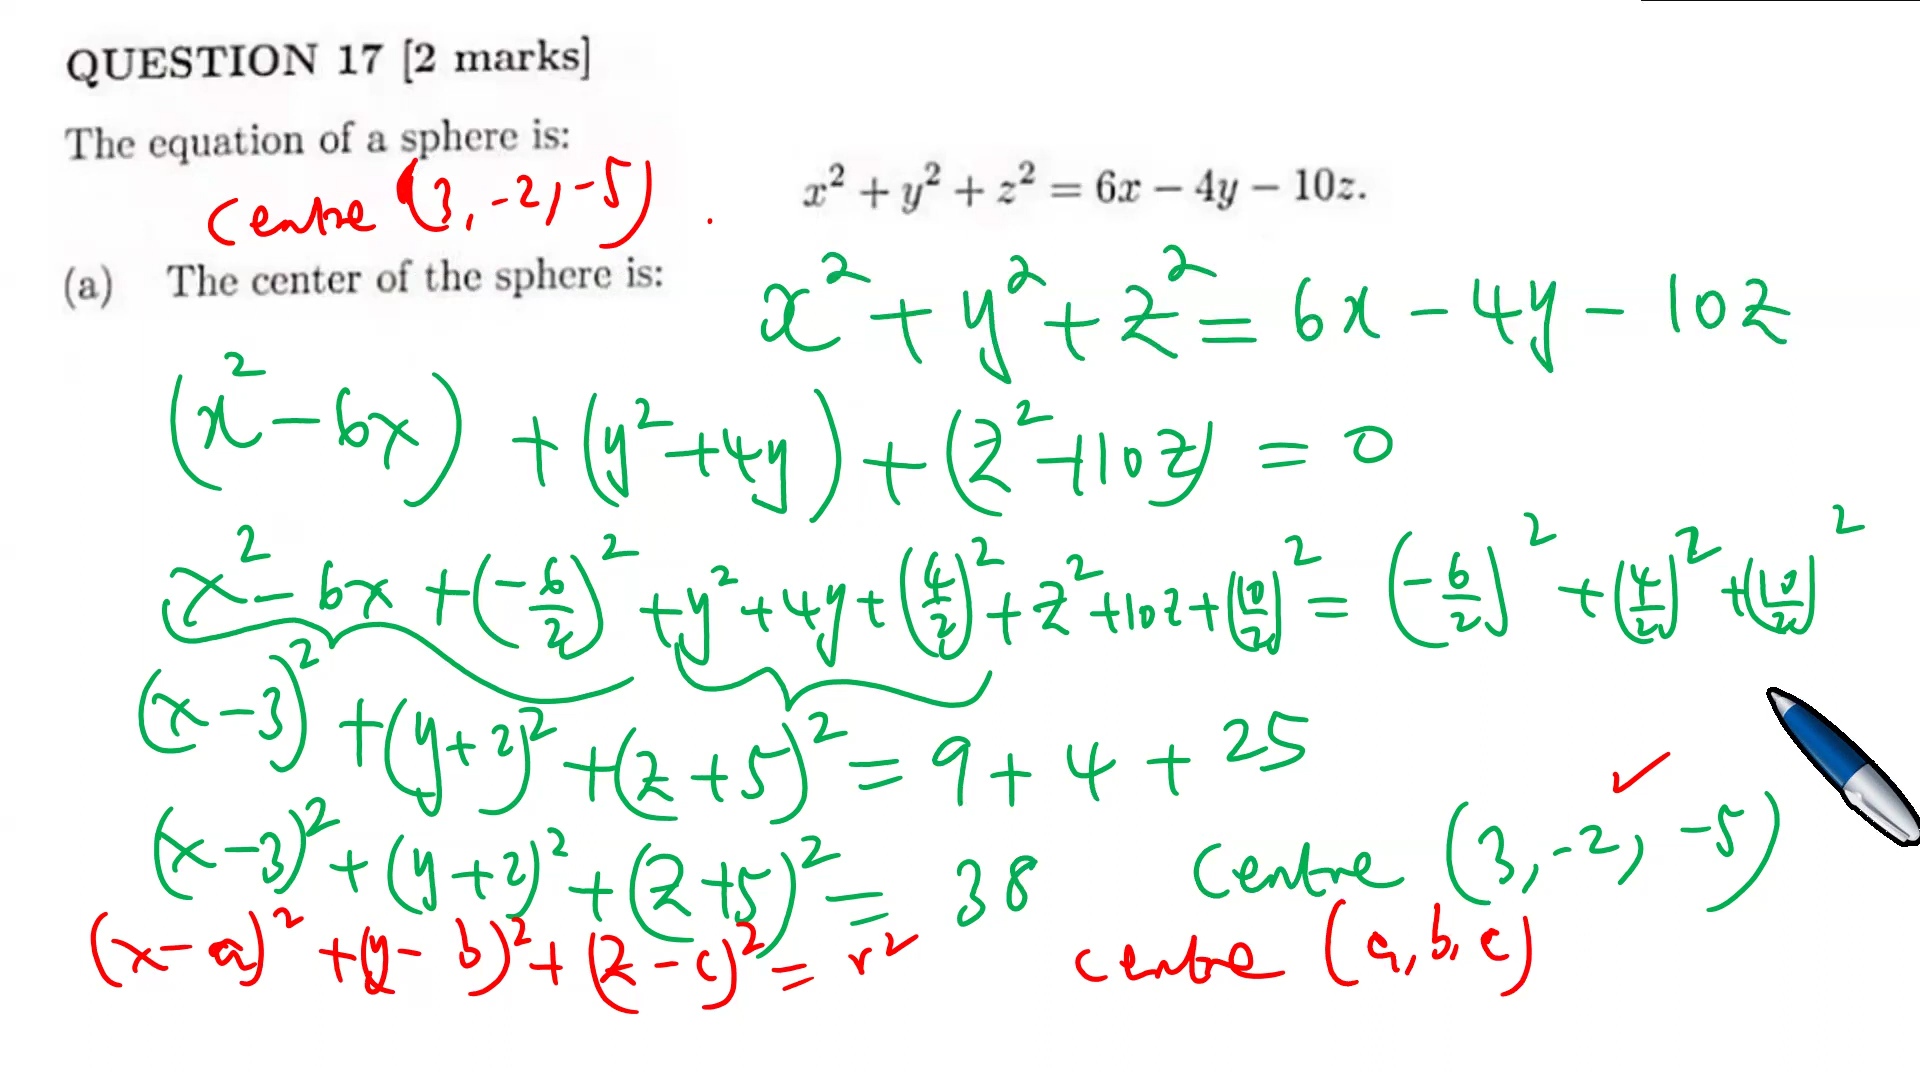 QUESTION 17 [2 marks]
The equation of a sphere is:
x² + y² + z² = 6x − 4y − 10z.
Centre (3, -2, -5) .
(a) The center of the sphere is:
x² + y² + z² = 6x − 4y − 10z
(x² − 6x) + (y² + 4y) + (z² + 10z) = 0
x² − 6x + (−6/2)² + y² + 4y + (4/2)² + z² + 10z + (10/2)² = (−6/2)² + (4/2)² + (10/2)²
(x − 3)² + (y + 2)² + (z + 5)² = 9 + 4 + 25
(x − 3)² + (y + 2)² + (z + 5)² = 38
Centre (3, −2, −5) ✓
(x − a)² + (y − b)² + (z − c)² = r²
centre (a, b, c)